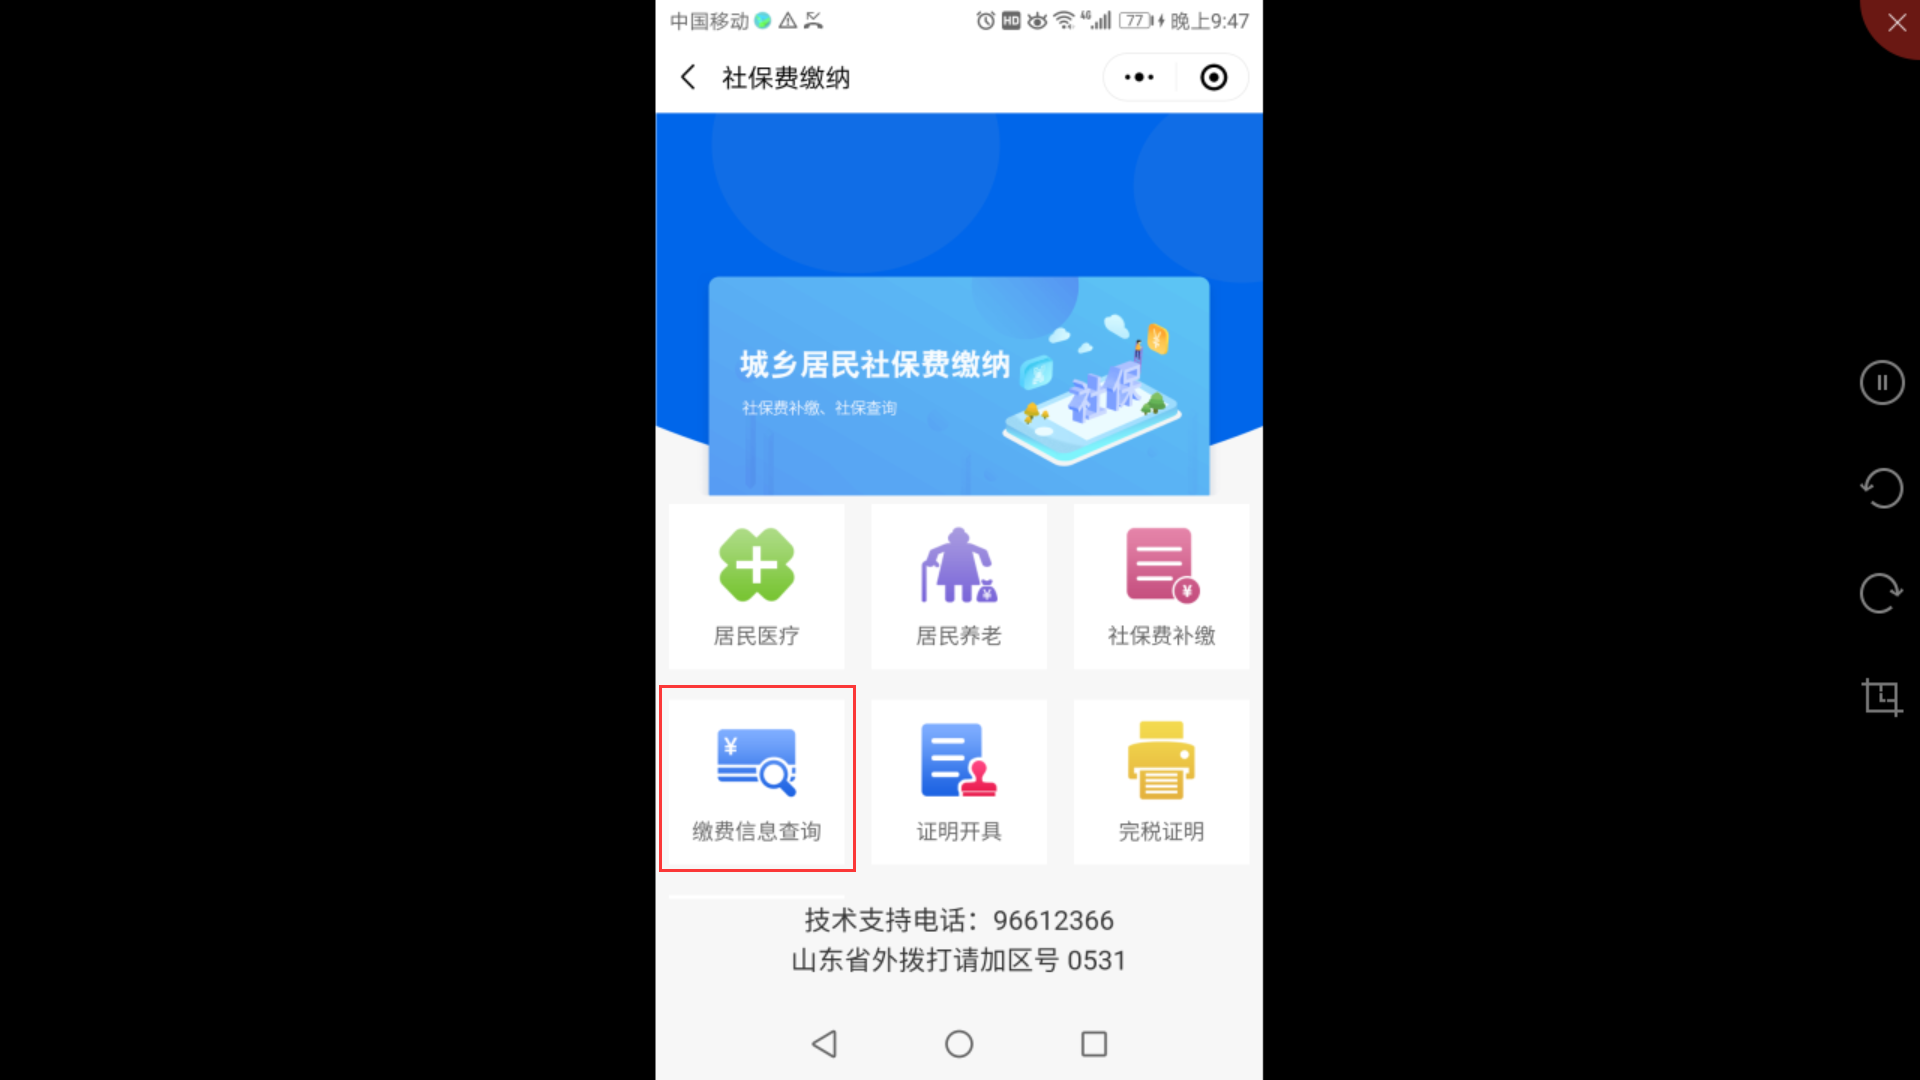 中国移动 HD 4G 77 晚上9:47
社保费缴纳
城乡居民社保费缴纳
社保费补缴、社保查询
社保
居民医疗 居民养老 社保费补缴
缴费信息查询 证明开具 完税证明
技术支持电话：96612366
山东省外拨打请加区号 0531